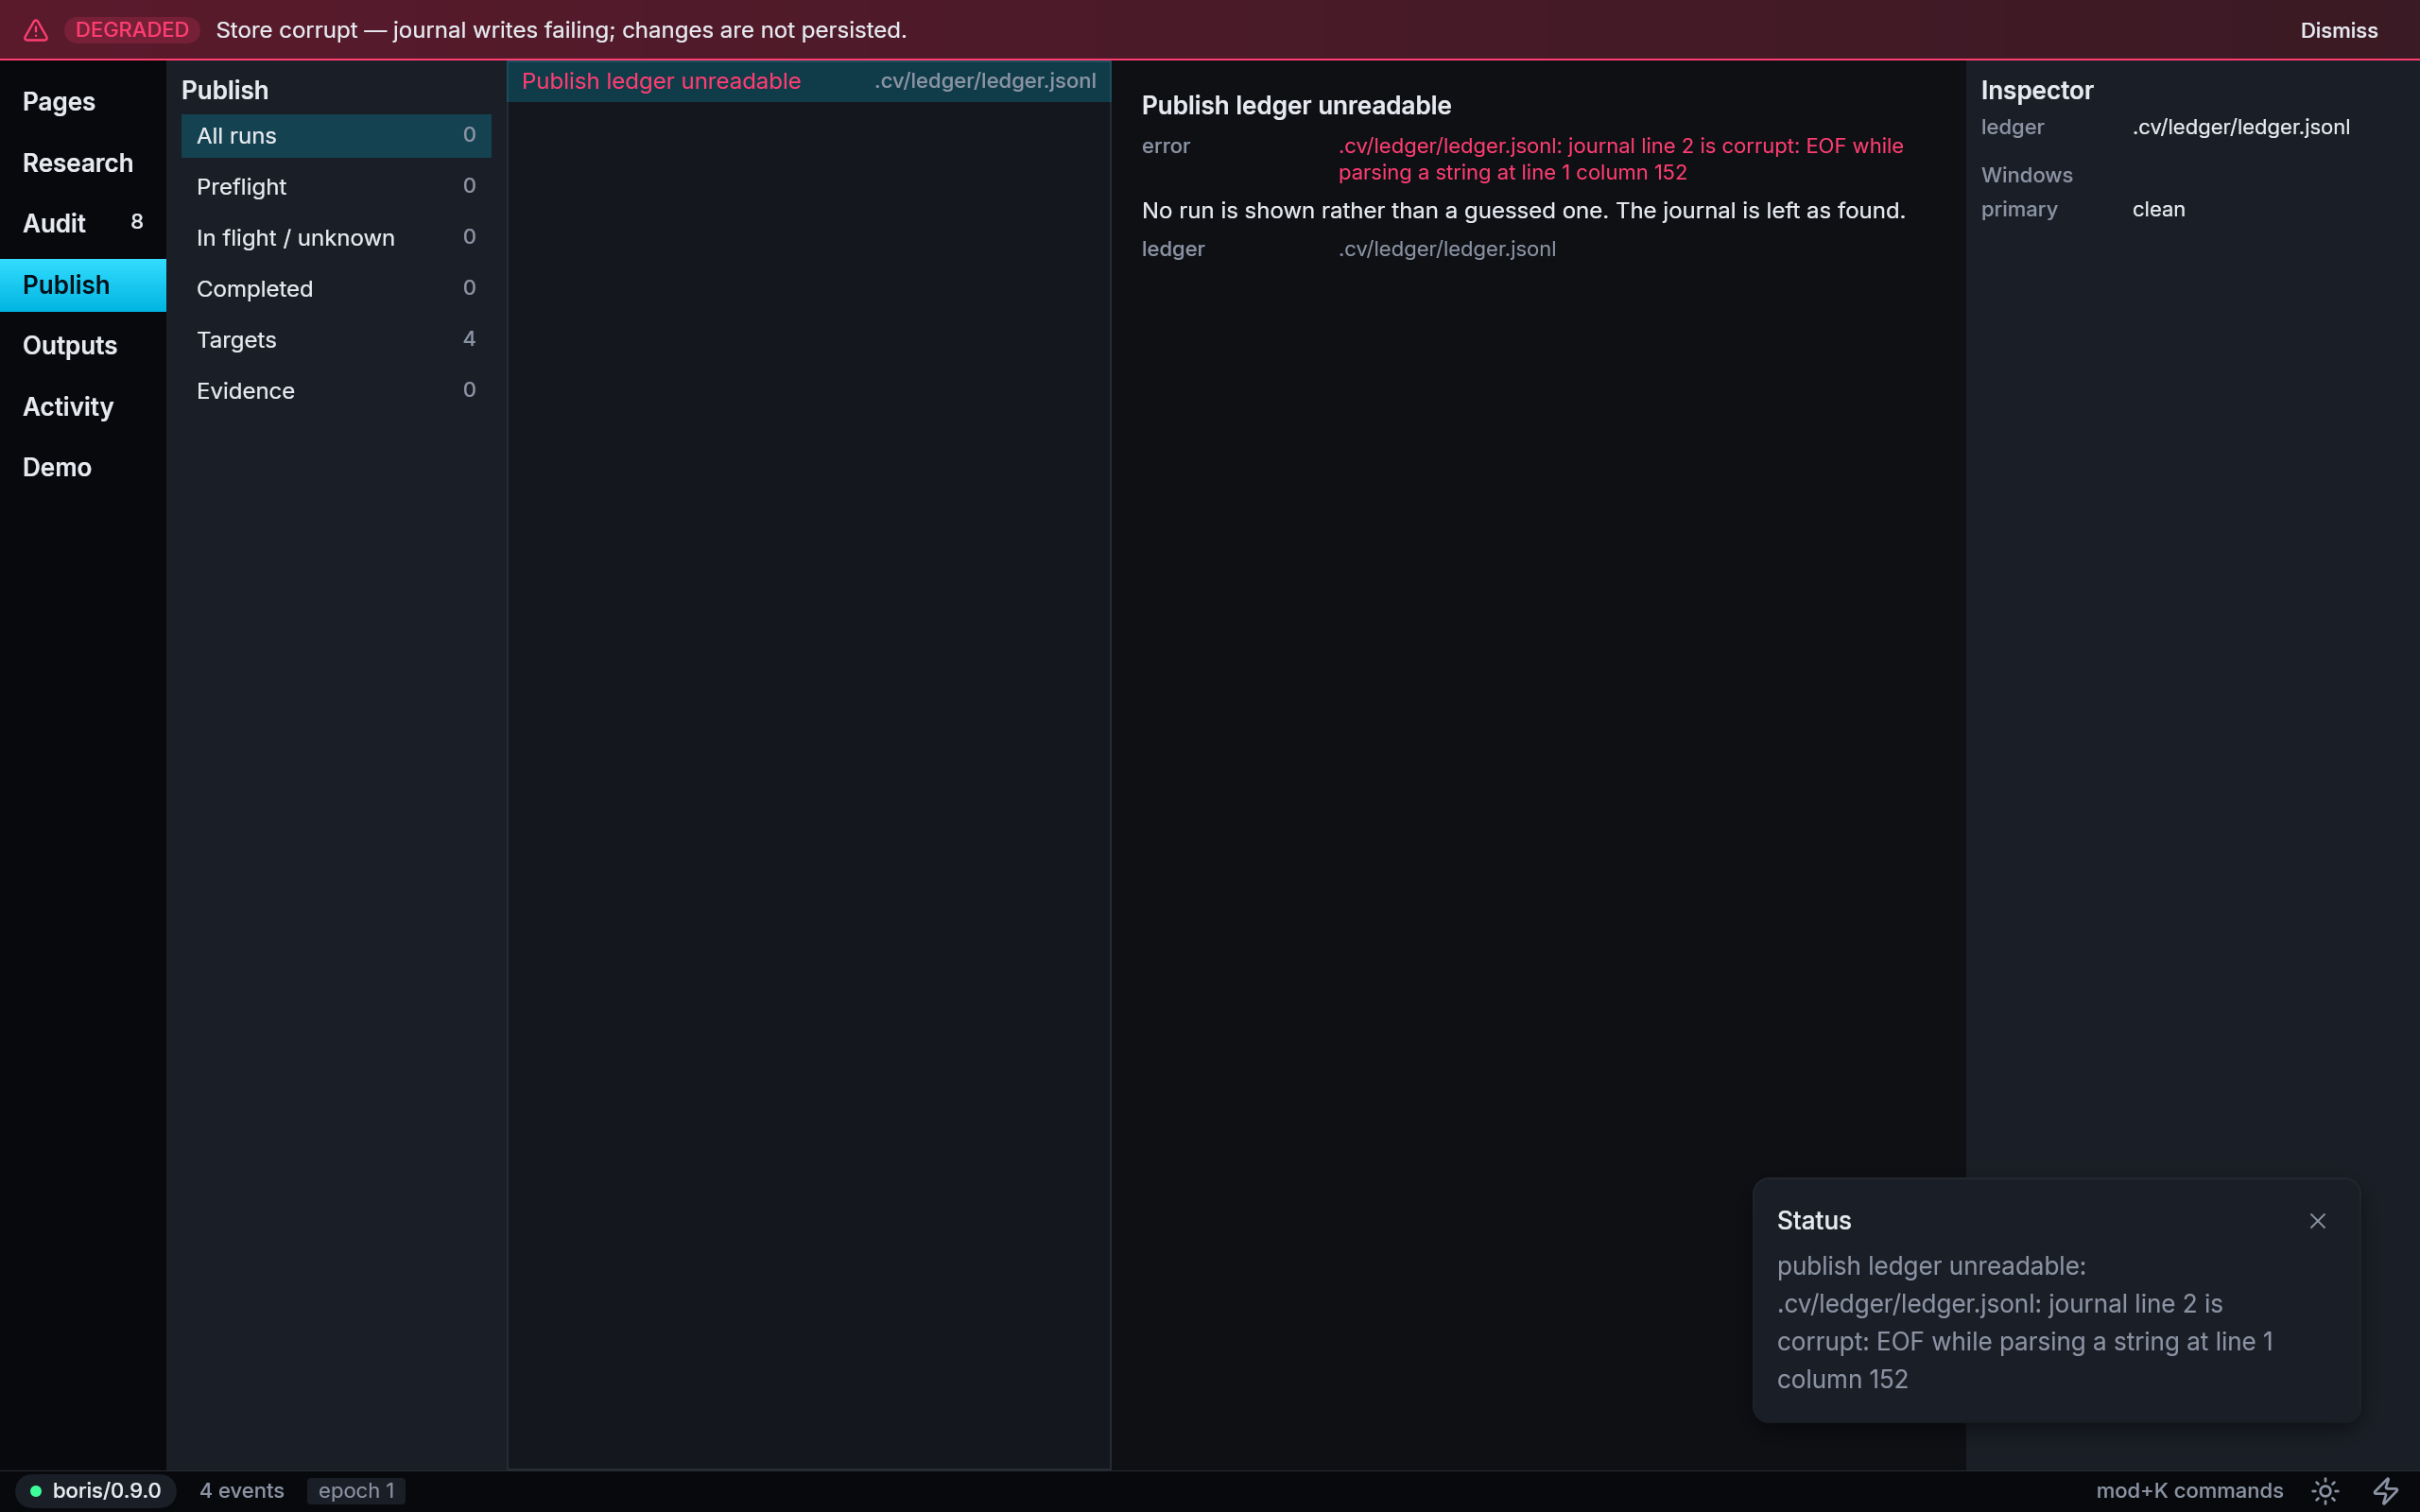 DEGRADED Store corrupt — journal writes failing; changes are not persisted. Dismiss
Pages
Research
Audit 8
Publish
Outputs
Activity
Demo
Publish
All runs 0
Preflight 0
In flight / unknown 0
Completed 0
Targets 4
Evidence 0
Publish ledger unreadable .cv/ledger/ledger.jsonl
Publish ledger unreadable
error .cv/ledger/ledger.jsonl: journal line 2 is corrupt: EOF while
parsing a string at line 1 column 152
No run is shown rather than a guessed one. The journal is left as found.
ledger .cv/ledger/ledger.jsonl
Inspector
ledger .cv/ledger/ledger.jsonl
Windows
primary clean
Status
publish ledger unreadable:
.cv/ledger/ledger.jsonl: journal line 2 is
corrupt: EOF while parsing a string at line 1
column 152
boris/0.9.0 4 events epoch 1 mod+K commands